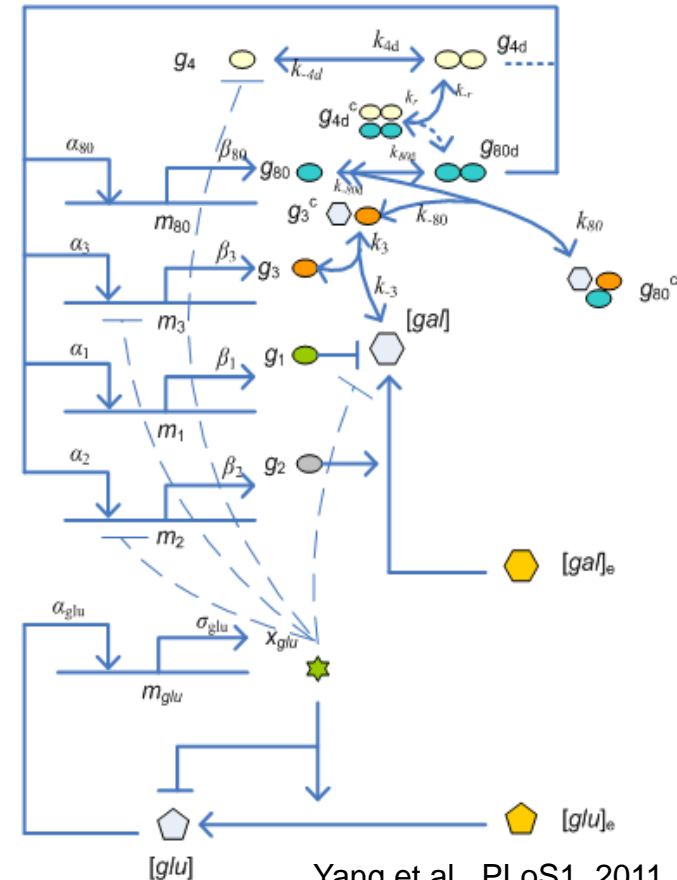 g4 k4d g4d
k-4d
g4d^c kr k-r
α80 β80 g80 k80d g80d
k-80d
m80 g3^c k-80 k80
α3 β3 g3 k3 g80^c
k-3
m3 [gal]
α1 β1 g1
m1
α2 β2 g2
m2
[gal]e
αglu σglu xglu
mglu
[glu]e
[glu]
Yang et al., PLoS1, 2011